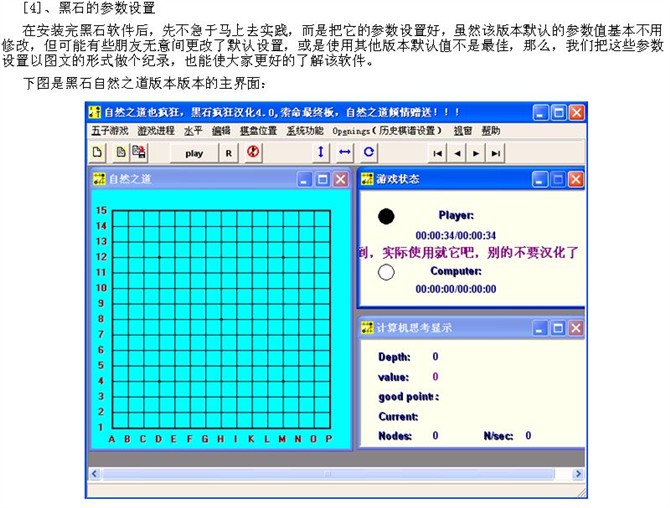 [4]、黑石的参数设置
在安装完黑石软件后，先不急于马上去实践，而是把它的参数设置好，虽然该版本默认的参数值基本不用
修改，但可能有些朋友无意间更改了默认设置，或是使用其他版本默认值不是最佳，那么，我们把这些参数
设置以图文的形式做个纪录，也能使大家更好的了解该软件。
下图是黑石自然之道版本版本的主界面：
自然之道也疯狂，黑石疯狂汉化4.0,索命最终板，自然之道倾情赠送！！！
五子游戏 游戏进程 水平 编辑 棋盘位置 系统功能 Opgnings(历史棋谱设置) 视窗 帮助
play R
自然之道
15
14
13
12
11
10
9
8
7
6
5
4
3
2
1
A B C D E F G H I J K L M N O P
游戏状态
Player:
00:00:34/00:00:34
到，实际使用就它吧，别的不要汉化了
Computer:
00:00:00/00:00:00
计算机思考显示
Depth: 0
value: 0
good point:
Current:
Nodes: 0 N/sec: 0